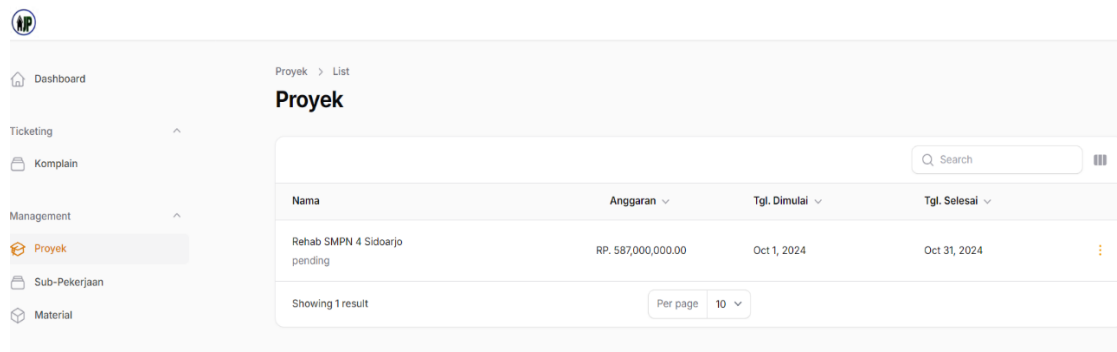 JP
Dashboard
Ticketing
Komplain
Management
Proyek
Sub-Pekerjaan
Material
Proyek > List
Proyek
Search
Nama Anggaran Tgl. Dimulai Tgl. Selesai
Rehab SMPN 4 Sidoarjo RP. 587,000,000.00 Oct 1, 2024 Oct 31, 2024
pending
Showing 1 result Per page 10